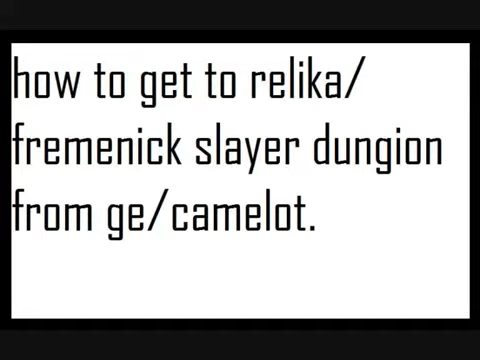 how to get to relika/
fremenick slayer dungion
from ge/camelot.